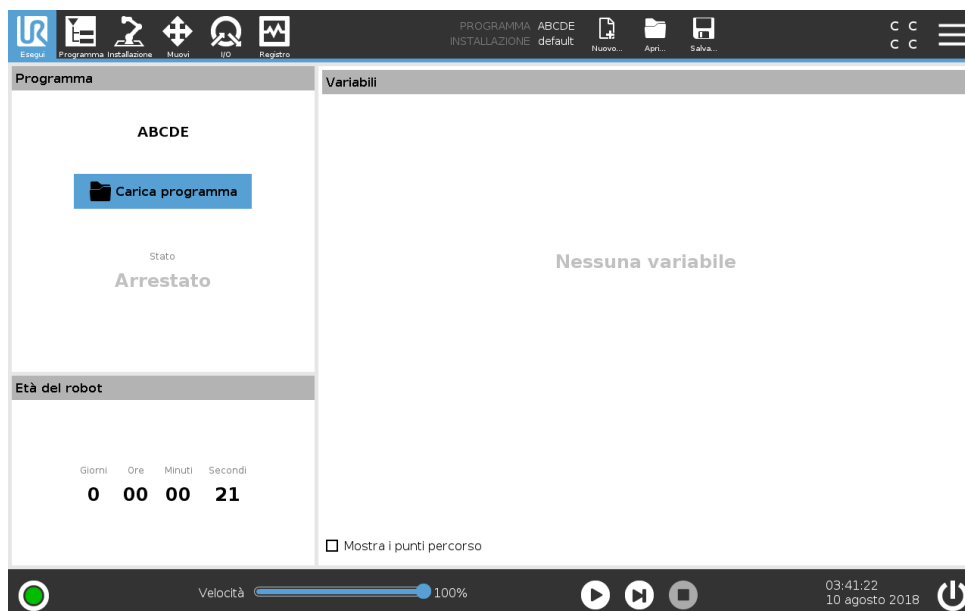 PROGRAMMA ABCDE
INSTALLAZIONE default
C C
C C
Esegui Programma Installazione Muovi I/O Registro Nuovo... Apri... Salva...
Programma
ABCDE
Carica programma
Stato
Arrestato
Variabili
Nessuna variabile
Mostra i punti percorso
Età del robot
Giorni Ore Minuti Secondi
0 00 00 21
Velocità 100%
03:41:22
10 agosto 2018